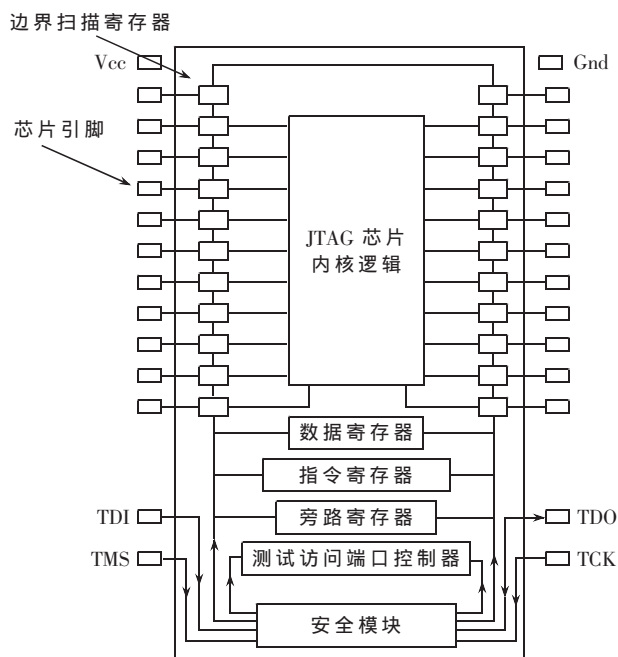 边界扫描寄存器
Vcc
Gnd
芯片引脚
JTAG 芯片
内核逻辑
数据寄存器
指令寄存器
旁路寄存器
TDI
TDO
测试访问端口控制器
TMS
TCK
安全模块